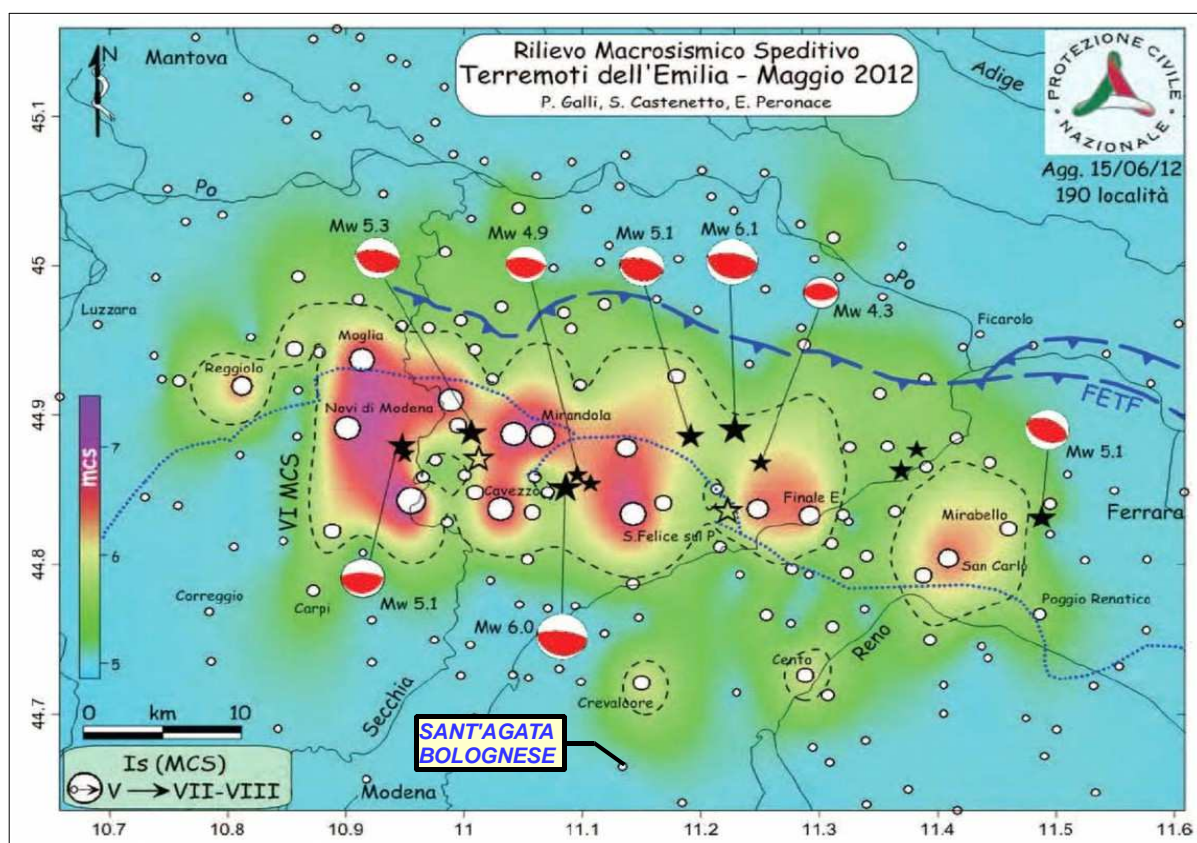 Rilievo Macrosismico Speditivo
Terremoti dell'Emilia - Maggio 2012
P. Galli, S. Castenetto, E. Peronace
PROTEZIONE CIVILE
NAZIONALE
Agg. 15/06/12
190 località
N
Mantova
Adige
Po
Mw 5.3
Mw 4.9
Mw 5.1
Mw 6.1
Mw 4.3
Po
Luzzara
Ficarolo
Moglia
Reggiolo
FETF
Novi di Modena
Mirandola
Mw 5.1
VI MCS
Cavezzo
Finale E.
S.Felice sul P.
Mirabello
Ferrara
San Carlo
Correggio
Carpi
Mw 5.1
Poggio Renatico
Mw 6.0
Reno
Cento
Crevalcore
Secchia
SANT'AGATA
BOLOGNESE
Modena
mcs
7
6
5
0 km 10
Is (MCS)
V VII-VIII
45.1
45
44.9
44.8
44.7
10.7 10.8 10.9 11 11.1 11.2 11.3 11.4 11.5 11.6